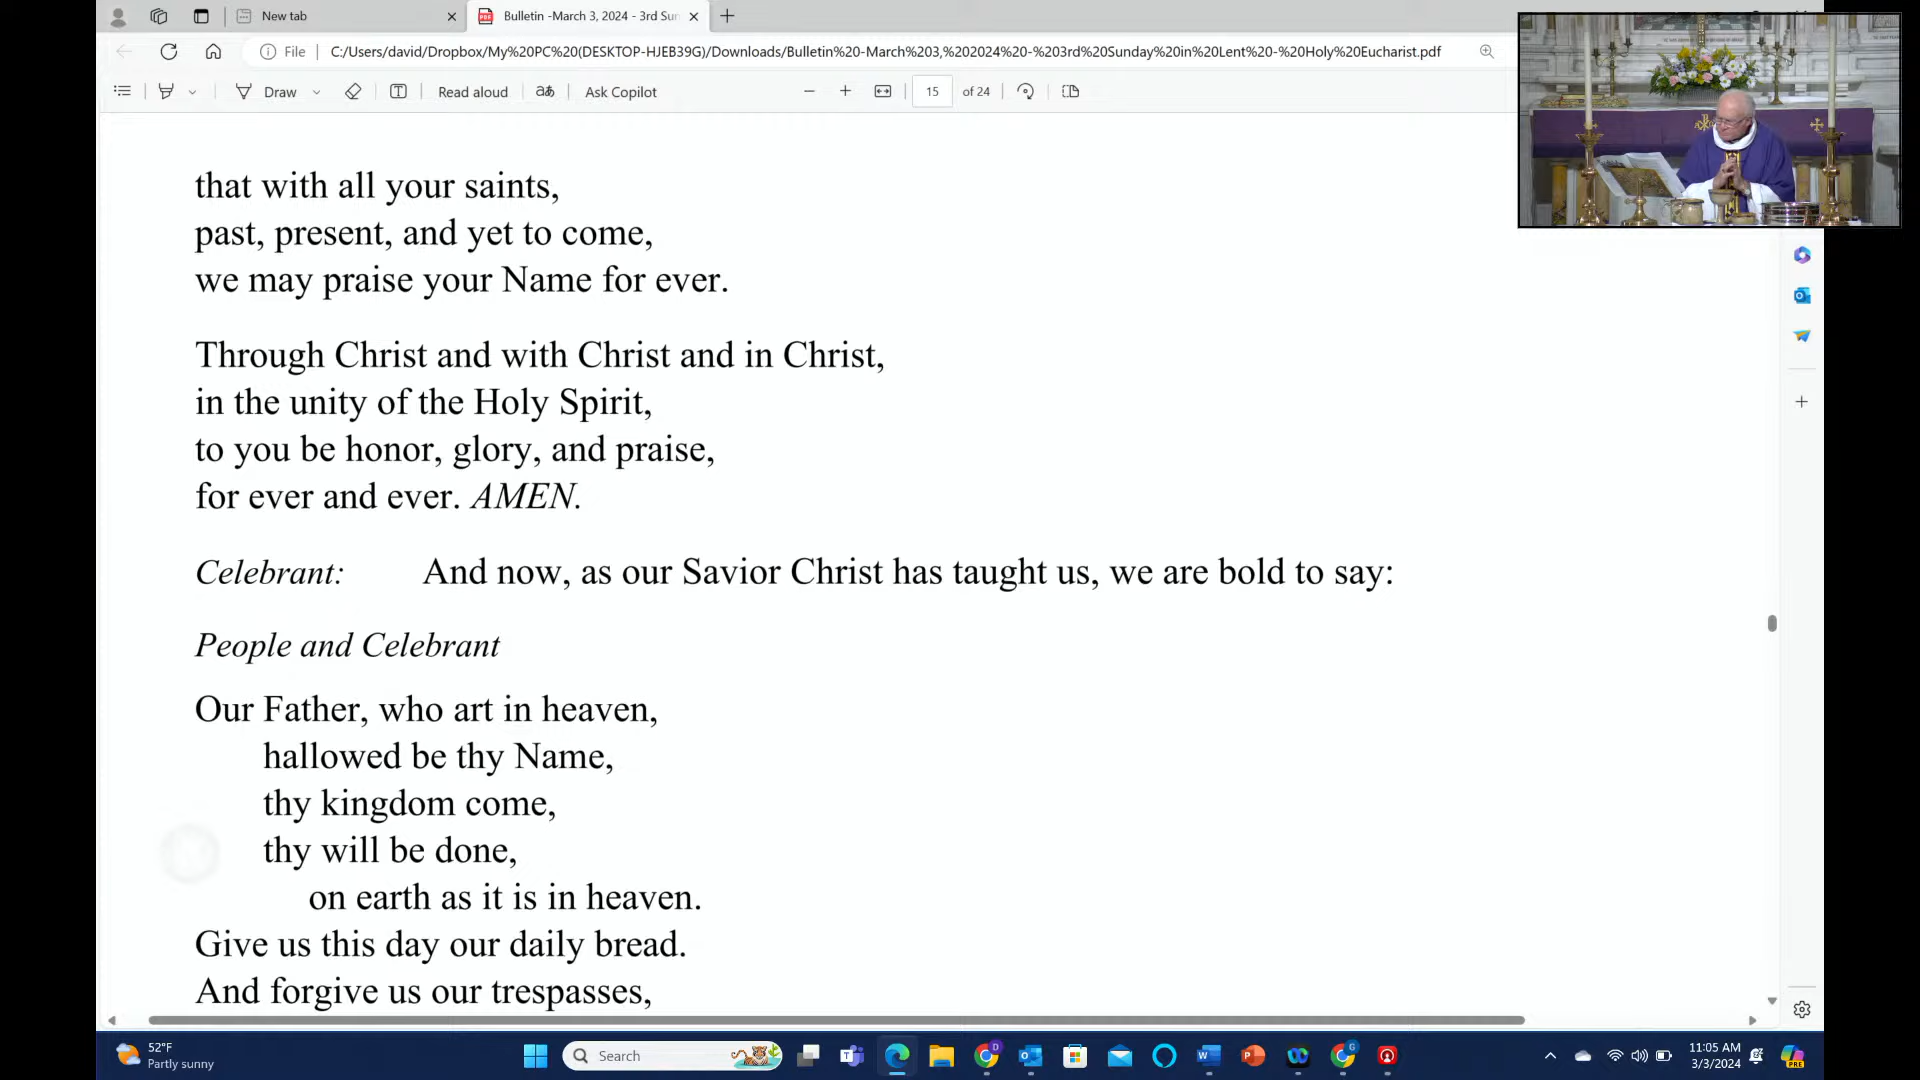 New tab
Bulletin -March 3, 2024 - 3rd Sun
File
C:/Users/david/Dropbox/My%20PC%20(DESKTOP-HJEB39G)/Downloads/Bulletin%20-March%203,%202024%20-%203rd%20Sunday%20in%20Lent%20-%20Holy%20Eucharist.pdf
Draw
Read aloud
Ask Copilot
15
of 24
that with all your saints,
past, present, and yet to come,
we may praise your Name for ever.
Through Christ and with Christ and in Christ,
in the unity of the Holy Spirit,
to you be honor, glory, and praise,
for ever and ever. AMEN.
Celebrant: And now, as our Savior Christ has taught us, we are bold to say:
People and Celebrant
Our Father, who art in heaven,
hallowed be thy Name,
thy kingdom come,
thy will be done,
on earth as it is in heaven.
Give us this day our daily bread.
And forgive us our trespasses,
52°F
Partly sunny
Search
11:05 AM
3/3/2024